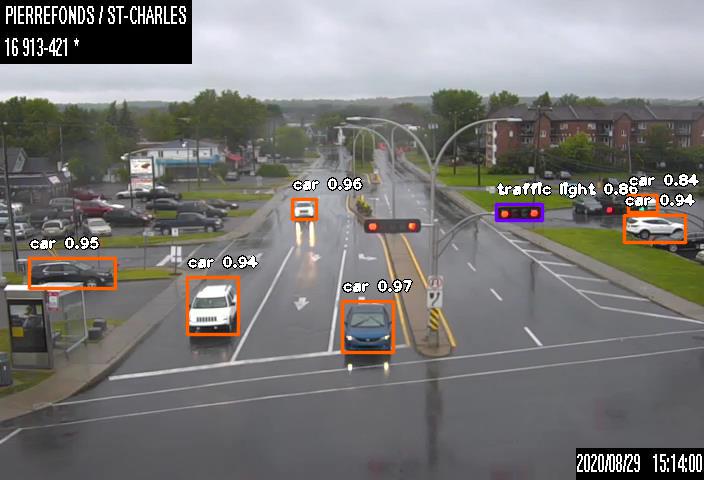 PIERREFONDS / ST-CHARLES
16 913-421 *
car 0.84
traffic light 0.86
car 0.96
car 0.94
car 0.95
car 0.94
car 0.97
2020/08/29 15:14:00